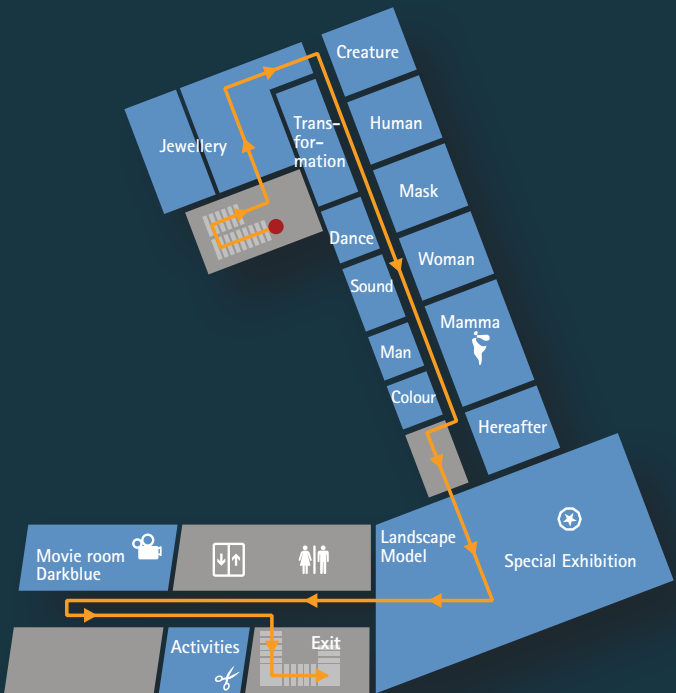 Creature
Jewellery
Trans-
for-
mation
Human
Mask
Dance
Woman
Sound
Mamma
Man
Colour
Hereafter
Landscape
Model
Special Exhibition
Movie room
Darkblue
Activities
Exit